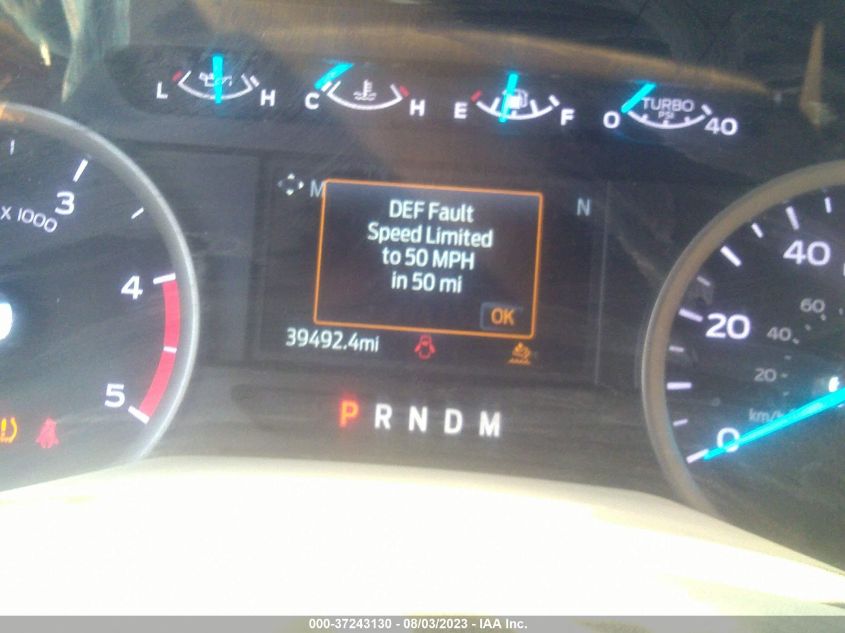 L H C H E F 0 TURBO 40
PSI
3
X 1000
4
5
M
N
DEF Fault
Speed Limited
to 50 MPH
in 50 mi
OK
39492.4mi
P R N D M
40
60
20
40
20
km/h
0
000-37243130 - 08/03/2023 - IAA Inc.